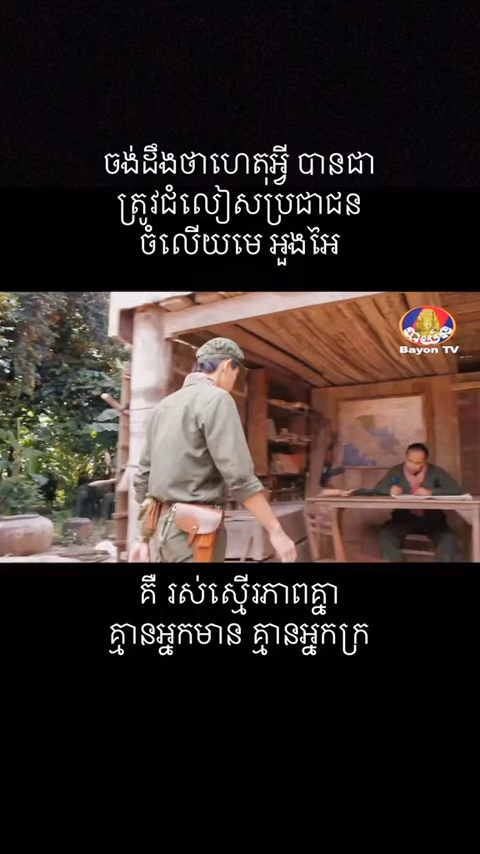 ចង់ដឹងថាហេតុអ្វី បានជា
ត្រូវជំលៀសប្រជាជន
ចំលើយមេ អួងអៃ
Bayon TV
គឺ រស់ស្មើរភាពគ្នា
គ្មានអ្នកមាន គ្មានអ្នកក្រ